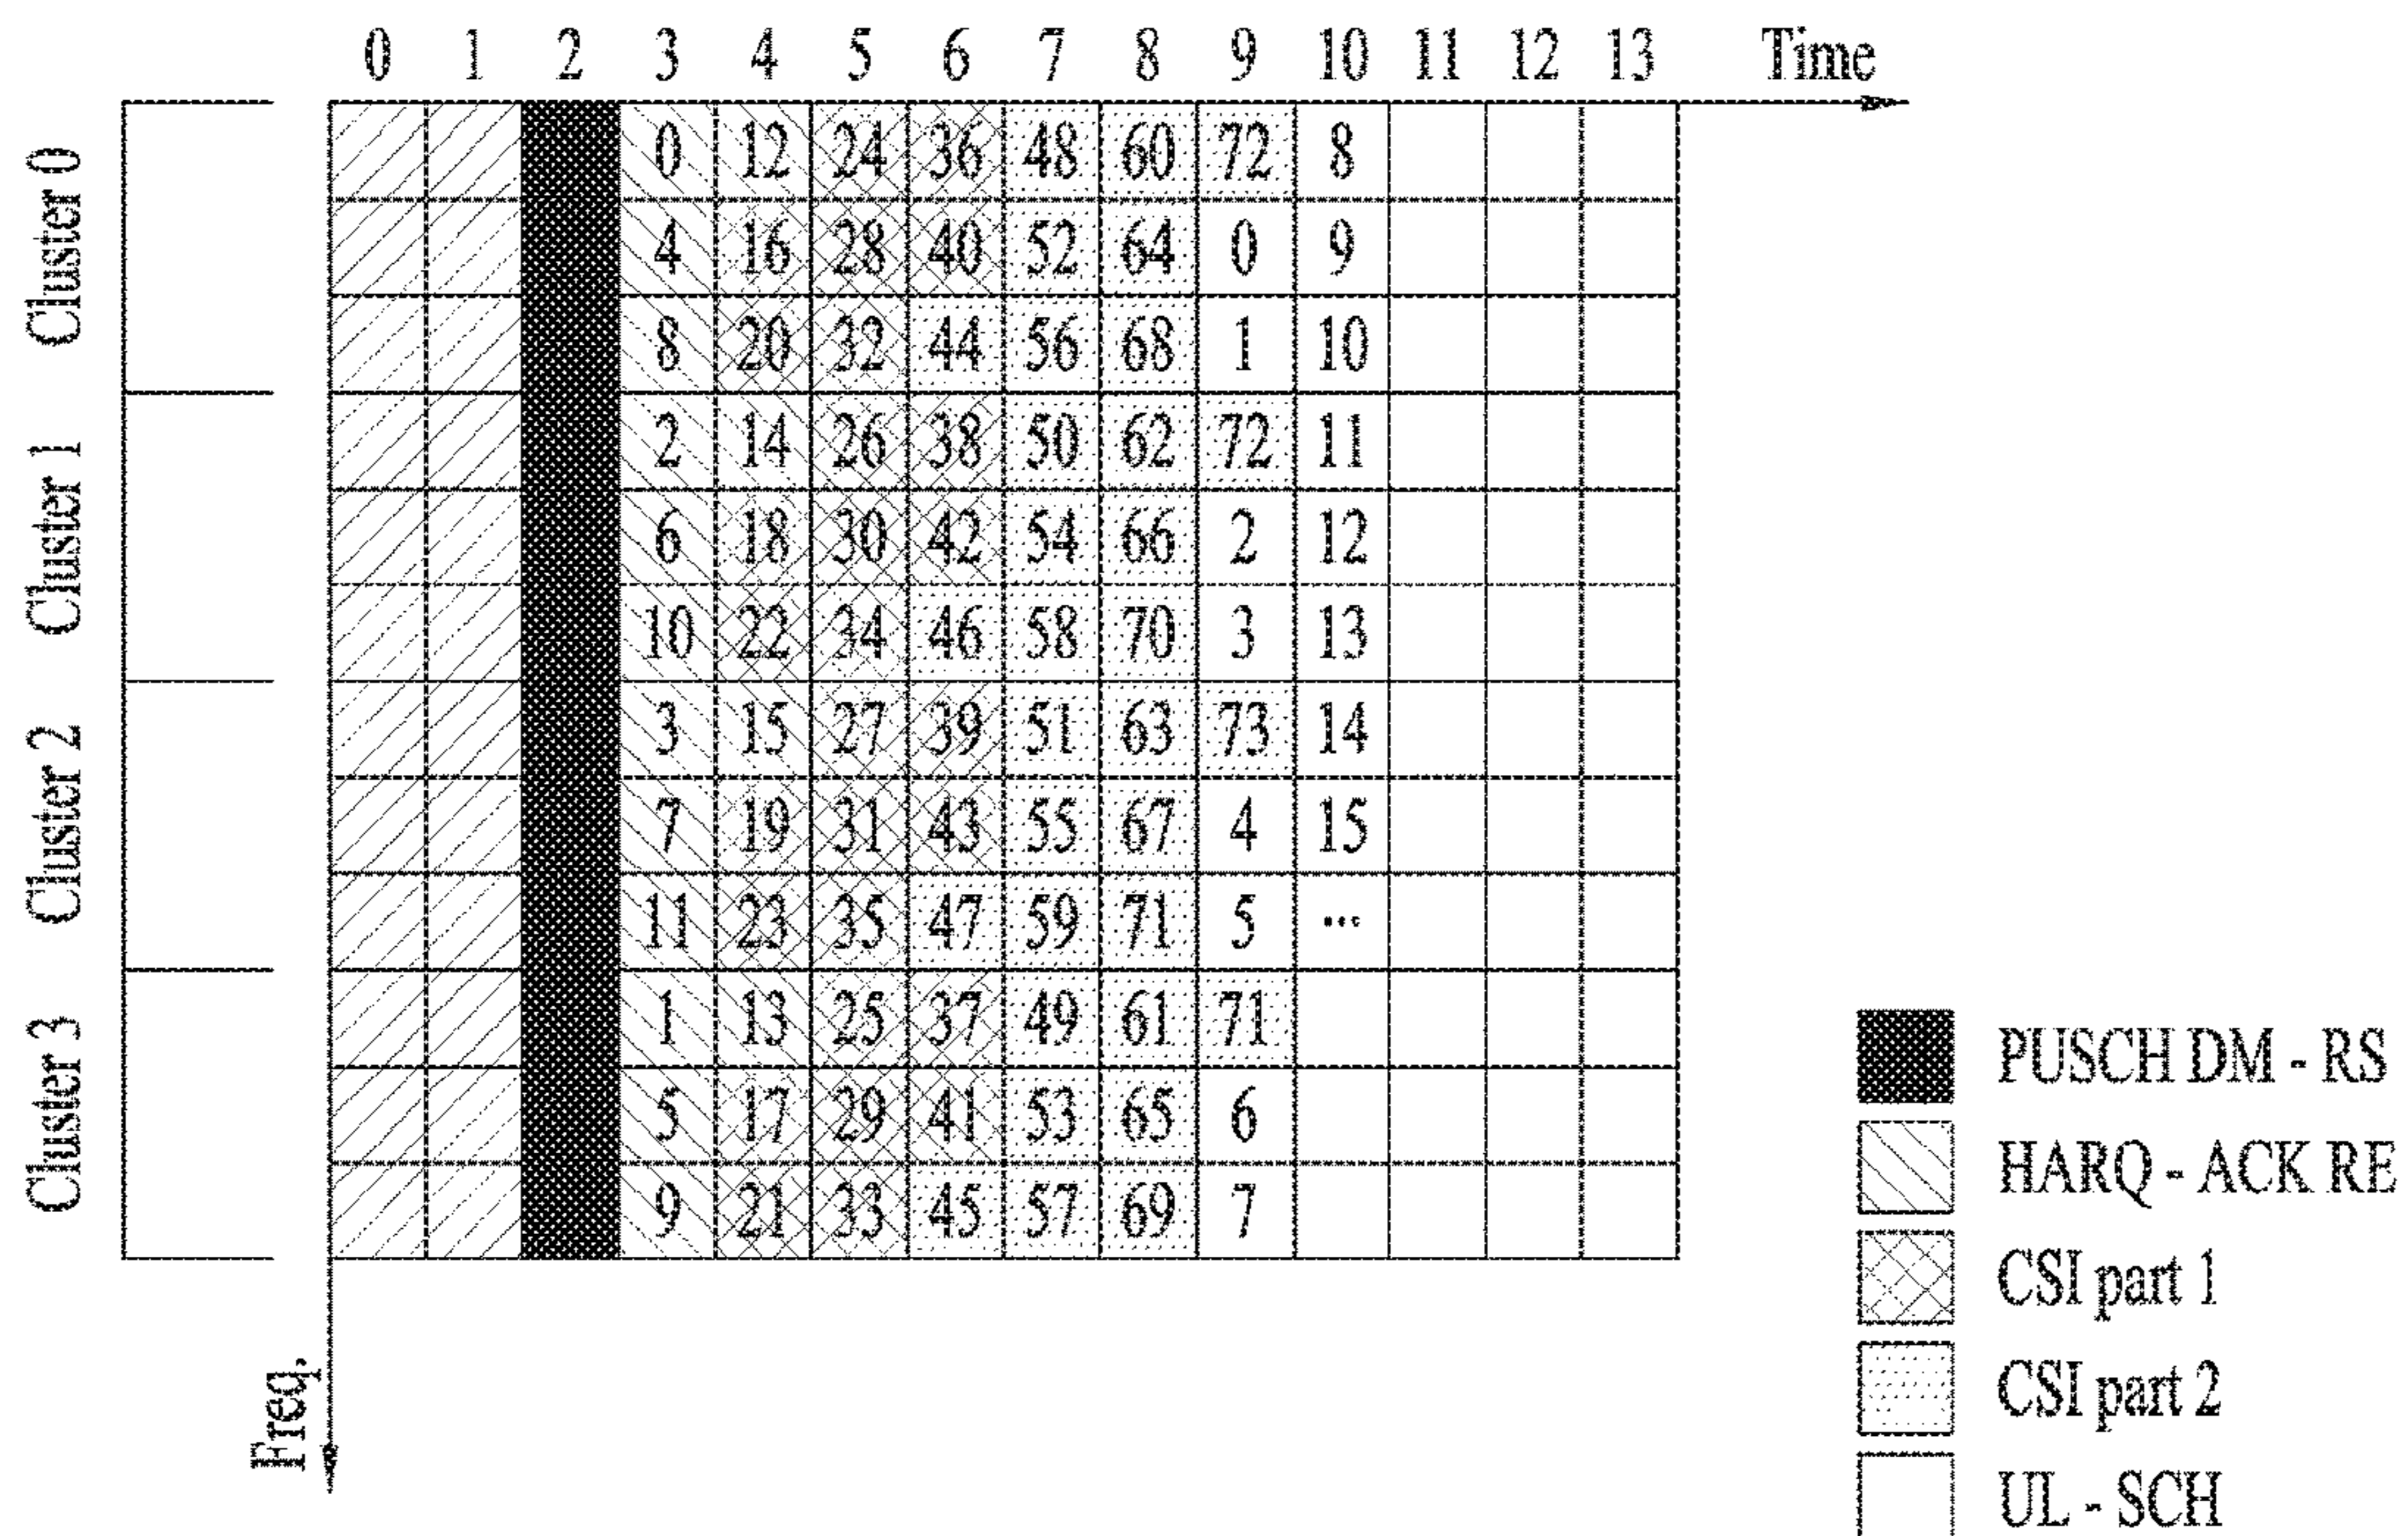 0 1 2 3 4 5 6 7 8 9 10 11 12 13 Time
Cluster 0
0 12 24 36 48 60 72 8
4 16 28 40 52 64 0 9
8 20 32 44 56 68 1 10
Cluster 1
2 14 26 38 50 62 72 11
6 18 30 42 54 66 2 12
10 22 34 46 58 70 3 13
Cluster 2
3 15 27 39 51 63 73 14
7 19 31 43 55 67 4 15
11 23 35 47 59 71 5 ...
Cluster 3
1 13 25 37 49 61 71
5 17 29 41 53 65 6
9 21 33 45 57 69 7
Freq.
PUSCH DM - RS
HARQ - ACK RE
CSI part 1
CSI part 2
UL - SCH